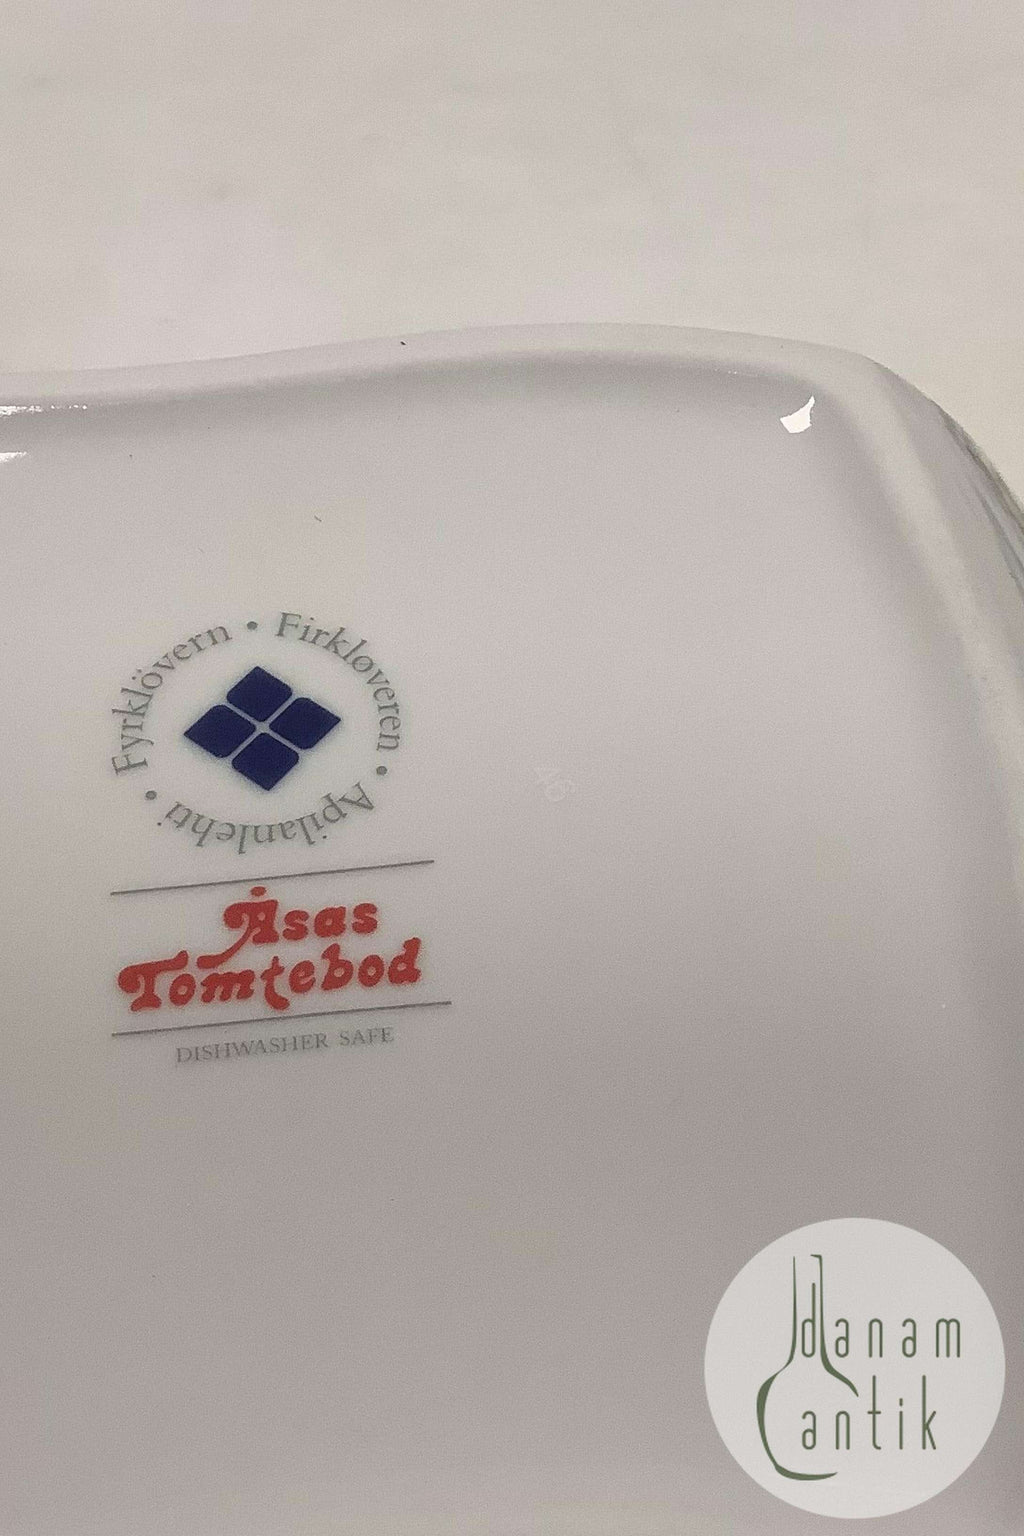 Fyrklövern • Firkløveren • Apilanlehti •
Åsas
Tomtebod
DISHWASHER SAFE
danam
antik